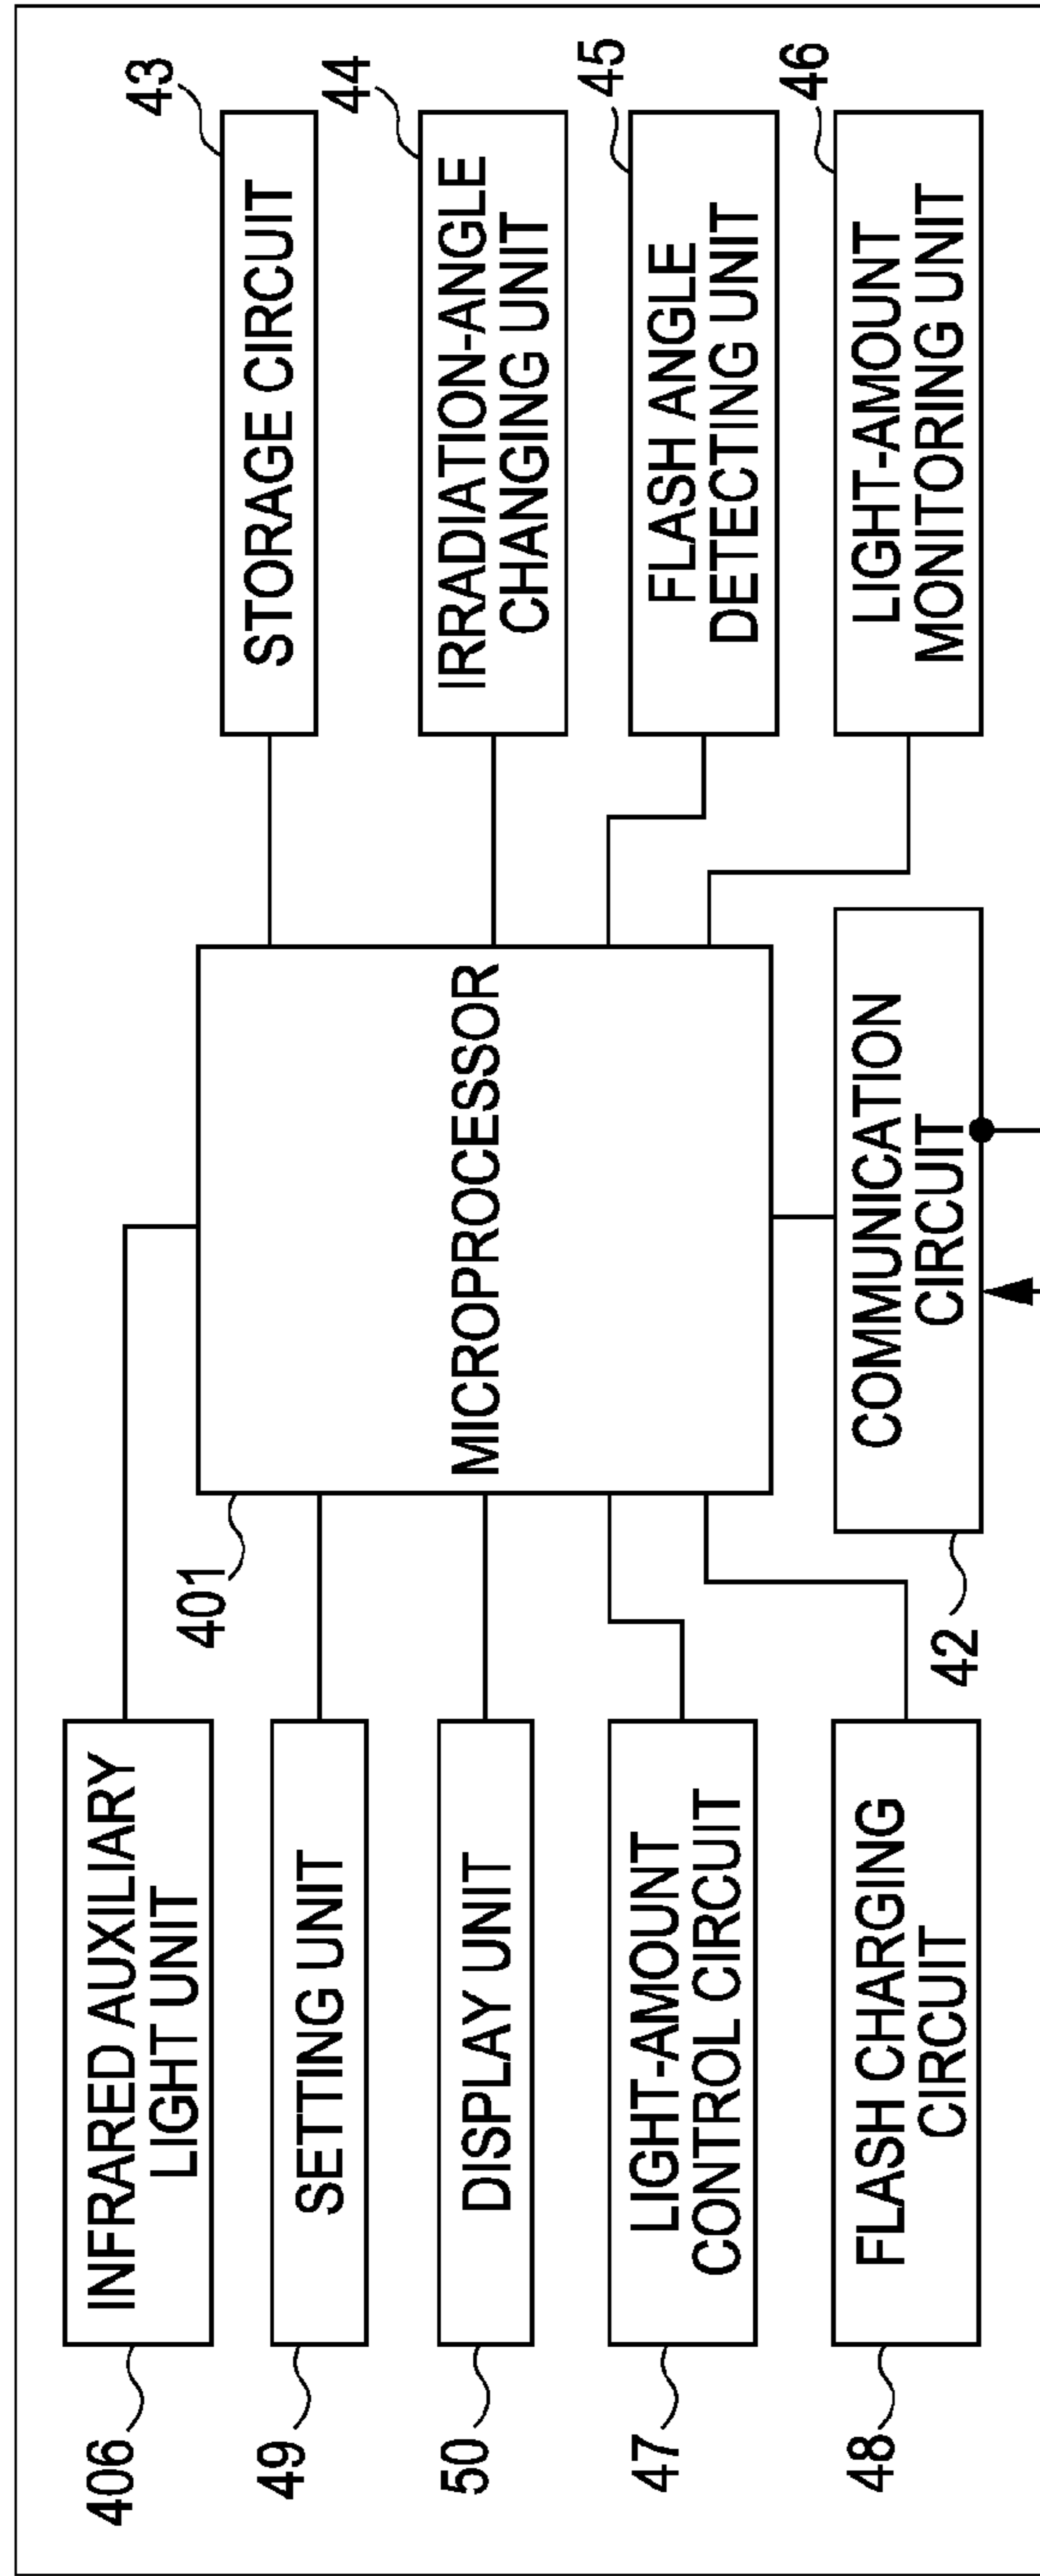 406
INFRARED AUXILIARY
LIGHT UNIT
49
SETTING UNIT
50
DISPLAY UNIT
47
LIGHT-AMOUNT
CONTROL CIRCUIT
48
FLASH CHARGING
CIRCUIT
401
MICROPROCESSOR
42
COMMUNICATION
CIRCUIT
43
STORAGE CIRCUIT
44
IRRADIATION-ANGLE
CHANGING UNIT
45
FLASH ANGLE
DETECTING UNIT
46
LIGHT-AMOUNT
MONITORING UNIT